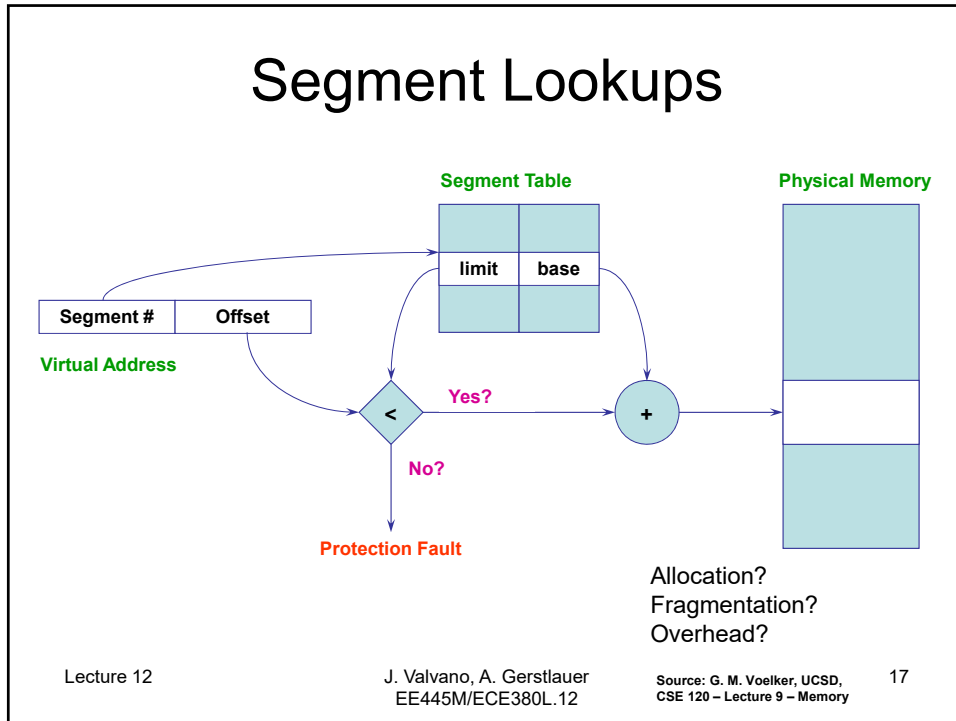 Segment Lookups
Segment Table
Physical Memory
limit
base
Segment #
Offset
Virtual Address
<
Yes?
+
No?
Protection Fault
Allocation?
Fragmentation?
Overhead?
Lecture 12
J. Valvano, A. Gerstlauer
EE445M/ECE380L.12
Source: G. M. Voelker, UCSD,
CSE 120 – Lecture 9 – Memory
17